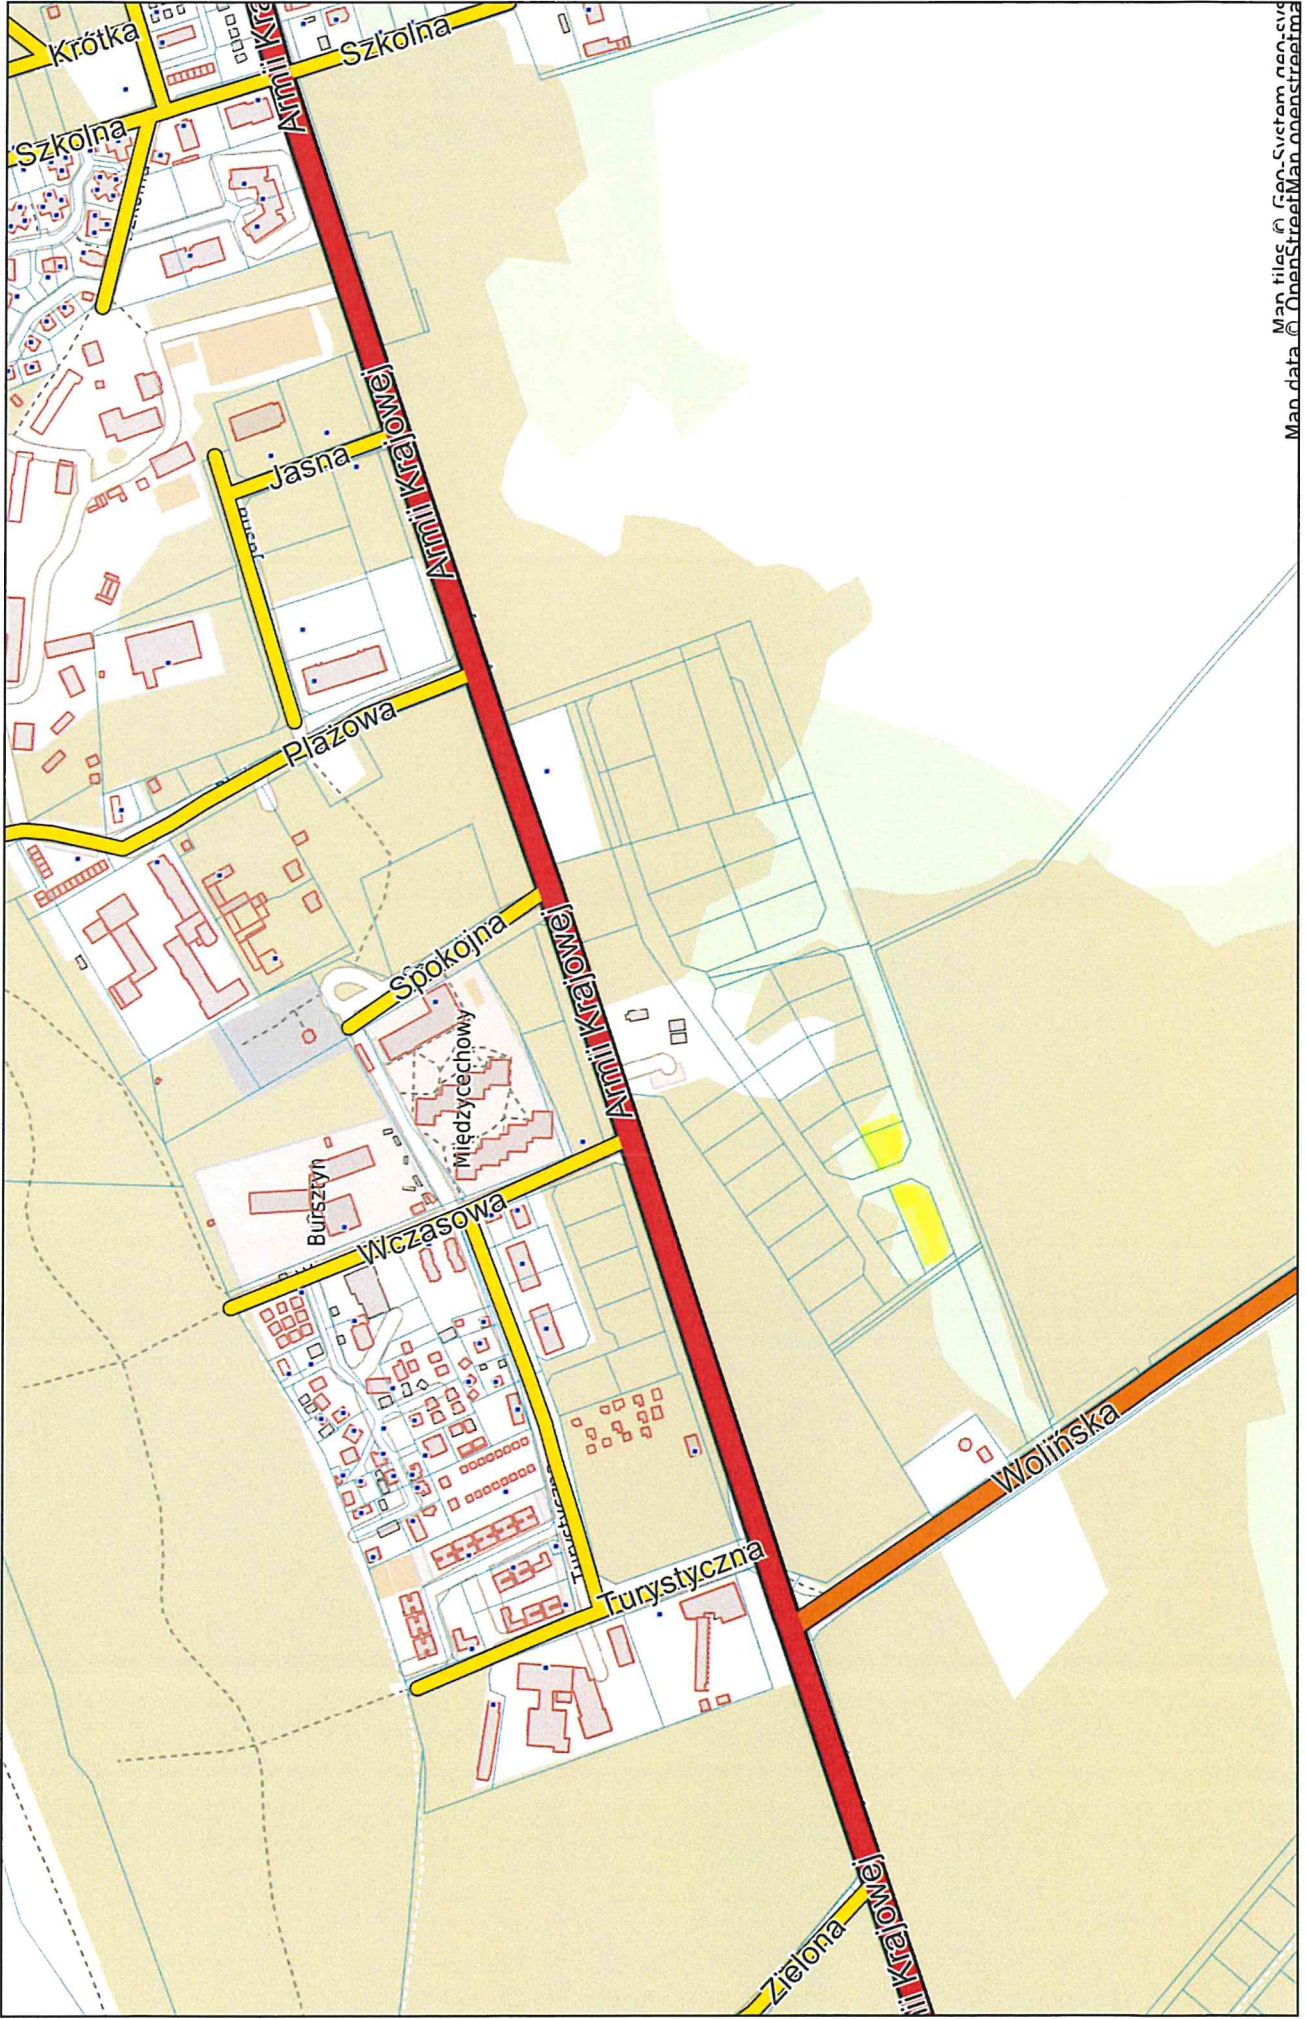 Krótka
Szkolna
Armii Kra
Szkolna
Map tiles © Geo-System geo-sys
Map data © OpenStreetMap openstreetma
Armii Krajowej
Jasna
Plażowa
Spokojna
Armii Krajowej
Międzycechowy
Bursztyn
Wczasowa
Wolińska
Turystyczna
Armii Krajowej
Zielona